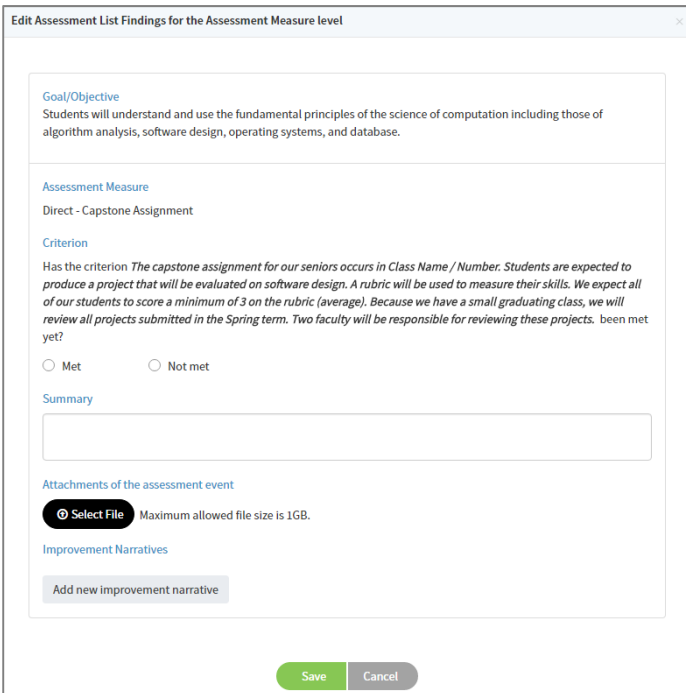 Edit Assessment List Findings for the Assessment Measure level
×
Goal/Objective
Students will understand and use the fundamental principles of the science of computation including those of
algorithm analysis, software design, operating systems, and database.
Assessment Measure
Direct - Capstone Assignment
Criterion
Has the criterion The capstone assignment for our seniors occurs in Class Name / Number. Students are expected to
produce a project that will be evaluated on software design. A rubric will be used to measure their skills. We expect all
of our students to score a minimum of 3 on the rubric (average). Because we have a small graduating class, we will
review all projects submitted in the Spring term. Two faculty will be responsible for reviewing these projects. been met
yet?
Met Not met
Summary
Attachments of the assessment event
Select File Maximum allowed file size is 1GB.
Improvement Narratives
Add new improvement narrative
Save Cancel